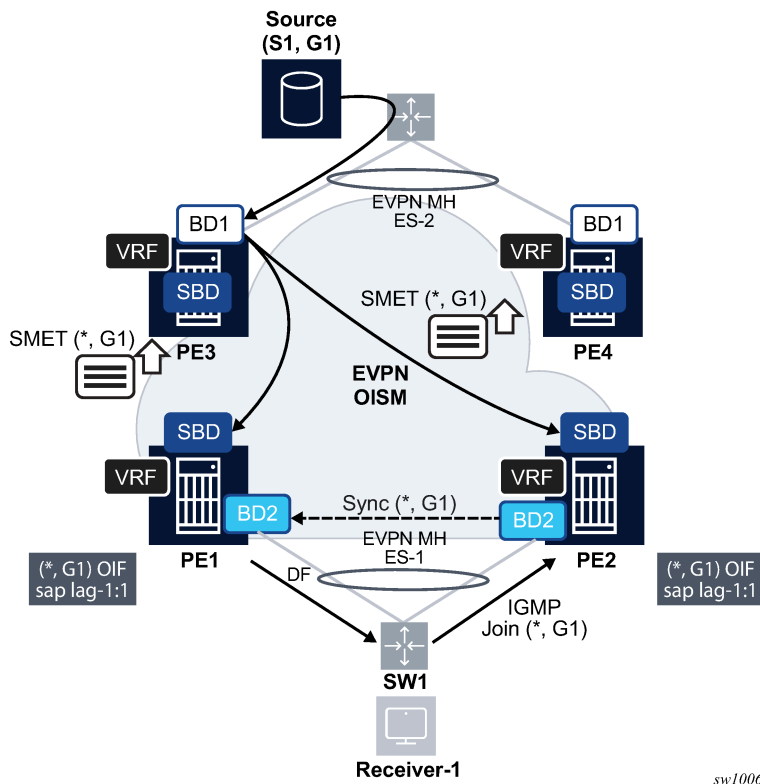 Source
(S1, G1)
EVPN MH
ES-2
BD1
BD1
VRF
VRF
SBD
SBD
SMET (*, G1)
SMET (*, G1)
PE3
PE4
EVPN
OISM
SBD
SBD
VRF
VRF
BD2
BD2
Sync (*, G1)
EVPN MH
ES-1
PE1
PE2
(*, G1) OIF
sap lag-1:1
(*, G1) OIF
sap lag-1:1
DF
IGMP
Join (*, G1)
SW1
Receiver-1
sw1006